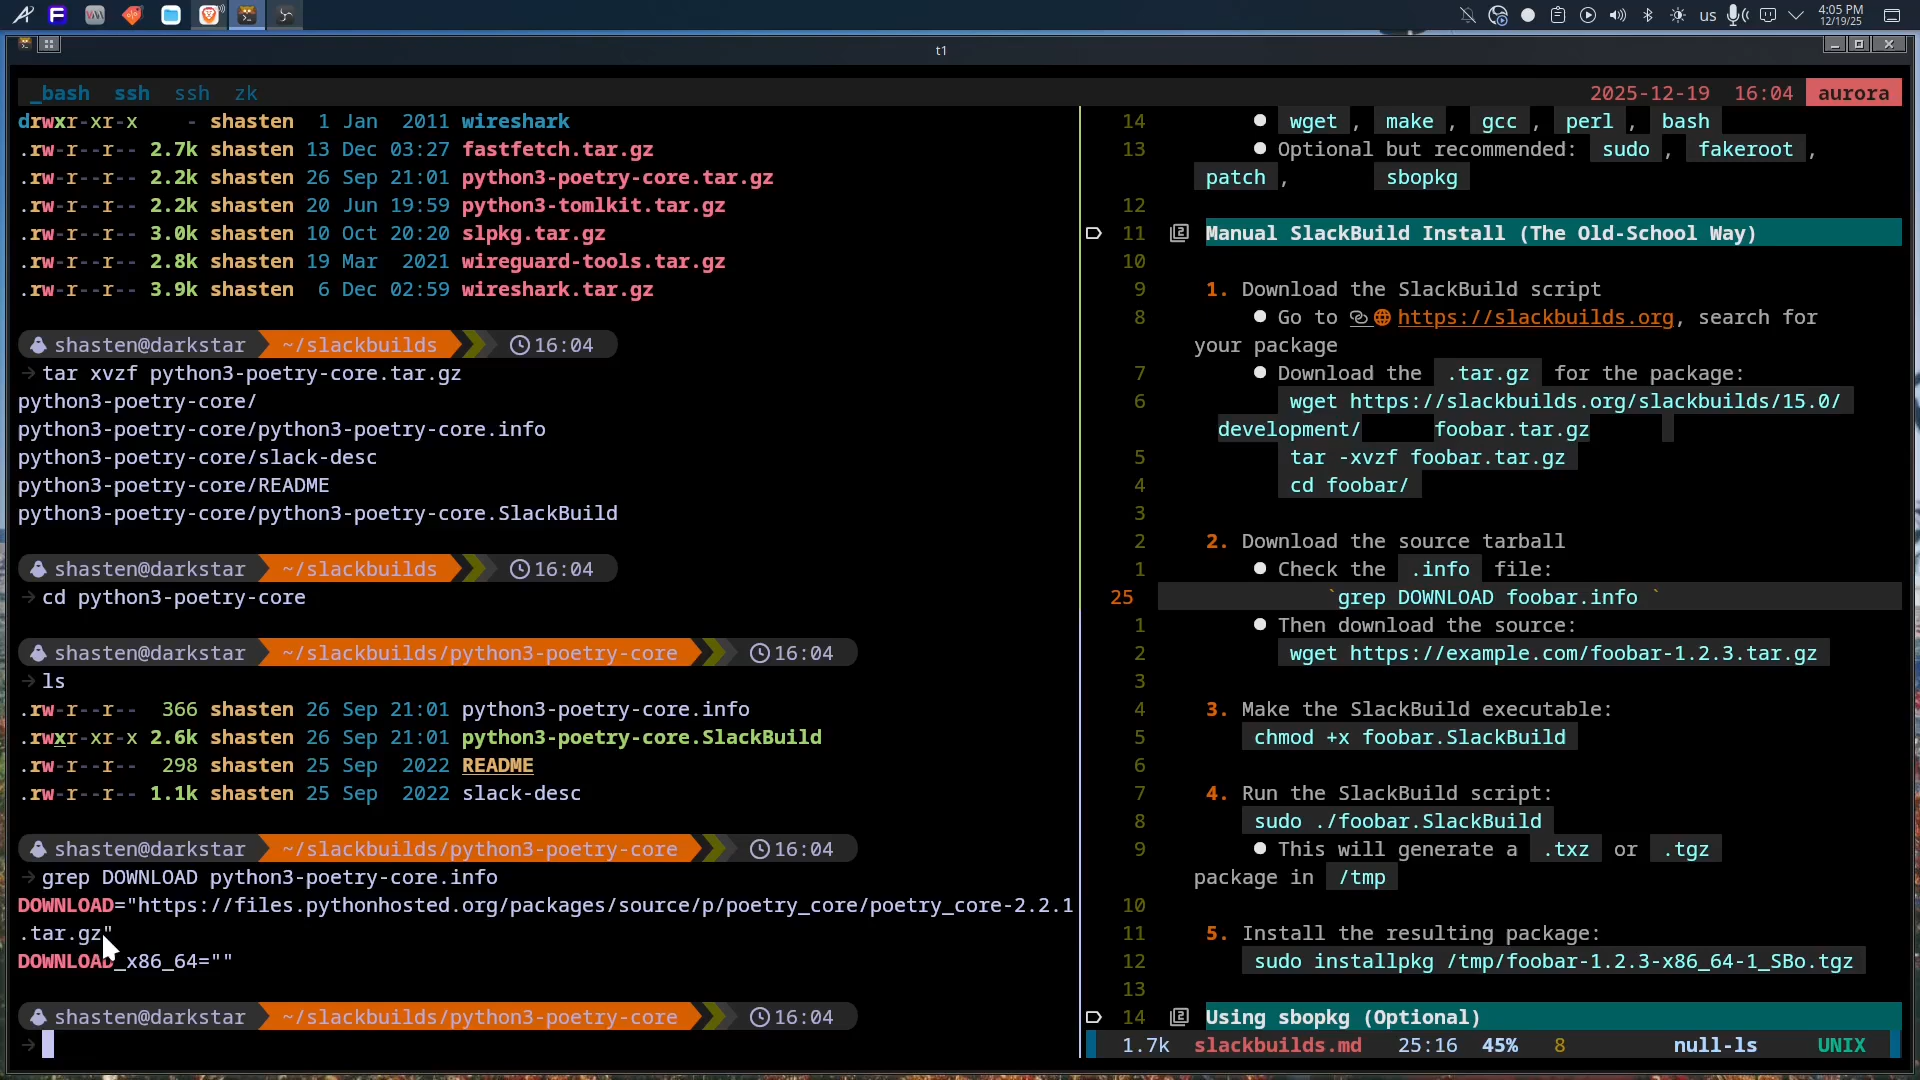 us
4:05 PM
12/19/25
t1
_bash ssh ssh zk
2025-12-19 16:04 aurora
drwxr-xr-x - shasten 1 Jan 2011 wireshark
.rw-r--r-- 2.7k shasten 13 Dec 03:27 fastfetch.tar.gz
.rw-r--r-- 2.2k shasten 26 Sep 21:01 python3-poetry-core.tar.gz
.rw-r--r-- 2.2k shasten 20 Jun 19:59 python3-tomlkit.tar.gz
.rw-r--r-- 3.0k shasten 10 Oct 20:20 slpkg.tar.gz
.rw-r--r-- 2.8k shasten 19 Mar 2021 wireguard-tools.tar.gz
.rw-r--r-- 3.9k shasten 6 Dec 02:59 wireshark.tar.gz
shasten@darkstar ~/slackbuilds 16:04
tar xvzf python3-poetry-core.tar.gz
python3-poetry-core/
python3-poetry-core/python3-poetry-core.info
python3-poetry-core/slack-desc
python3-poetry-core/README
python3-poetry-core/python3-poetry-core.SlackBuild
shasten@darkstar ~/slackbuilds 16:04
cd python3-poetry-core
shasten@darkstar ~/slackbuilds/python3-poetry-core 16:04
ls
.rw-r--r-- 366 shasten 26 Sep 21:01 python3-poetry-core.info
.rwxr-xr-x 2.6k shasten 26 Sep 21:01 python3-poetry-core.SlackBuild
.rw-r--r-- 298 shasten 25 Sep 2022 README
.rw-r--r-- 1.1k shasten 25 Sep 2022 slack-desc
shasten@darkstar ~/slackbuilds/python3-poetry-core 16:04
grep DOWNLOAD python3-poetry-core.info
DOWNLOAD="https://files.pythonhosted.org/packages/source/p/poetry_core/poetry_core-2.2.1
.tar.gz"
DOWNLOAD_x86_64=""
shasten@darkstar ~/slackbuilds/python3-poetry-core 16:04
14 wget , make , gcc , perl , bash
13 Optional but recommended: sudo , fakeroot ,
patch , sbopkg
12
11 Manual SlackBuild Install (The Old-School Way)
10
9 1. Download the SlackBuild script
8 Go to https://slackbuilds.org, search for
your package
7 Download the .tar.gz for the package:
6 wget https://slackbuilds.org/slackbuilds/15.0/
development/ foobar.tar.gz
5 tar -xvzf foobar.tar.gz
4 cd foobar/
3
2 2. Download the source tarball
1 Check the .info file:
25 `grep DOWNLOAD foobar.info `
1 Then download the source:
2 wget https://example.com/foobar-1.2.3.tar.gz
3
4 3. Make the SlackBuild executable:
5 chmod +x foobar.SlackBuild
6
7 4. Run the SlackBuild script:
8 sudo ./foobar.SlackBuild
9 This will generate a .txz or .tgz
package in /tmp
10
11 5. Install the resulting package:
12 sudo installpkg /tmp/foobar-1.2.3-x86_64-1_SBo.tgz
13
14 Using sbopkg (Optional)
1.7k slackbuilds.md 25:16 45% 8 null-ls UNIX